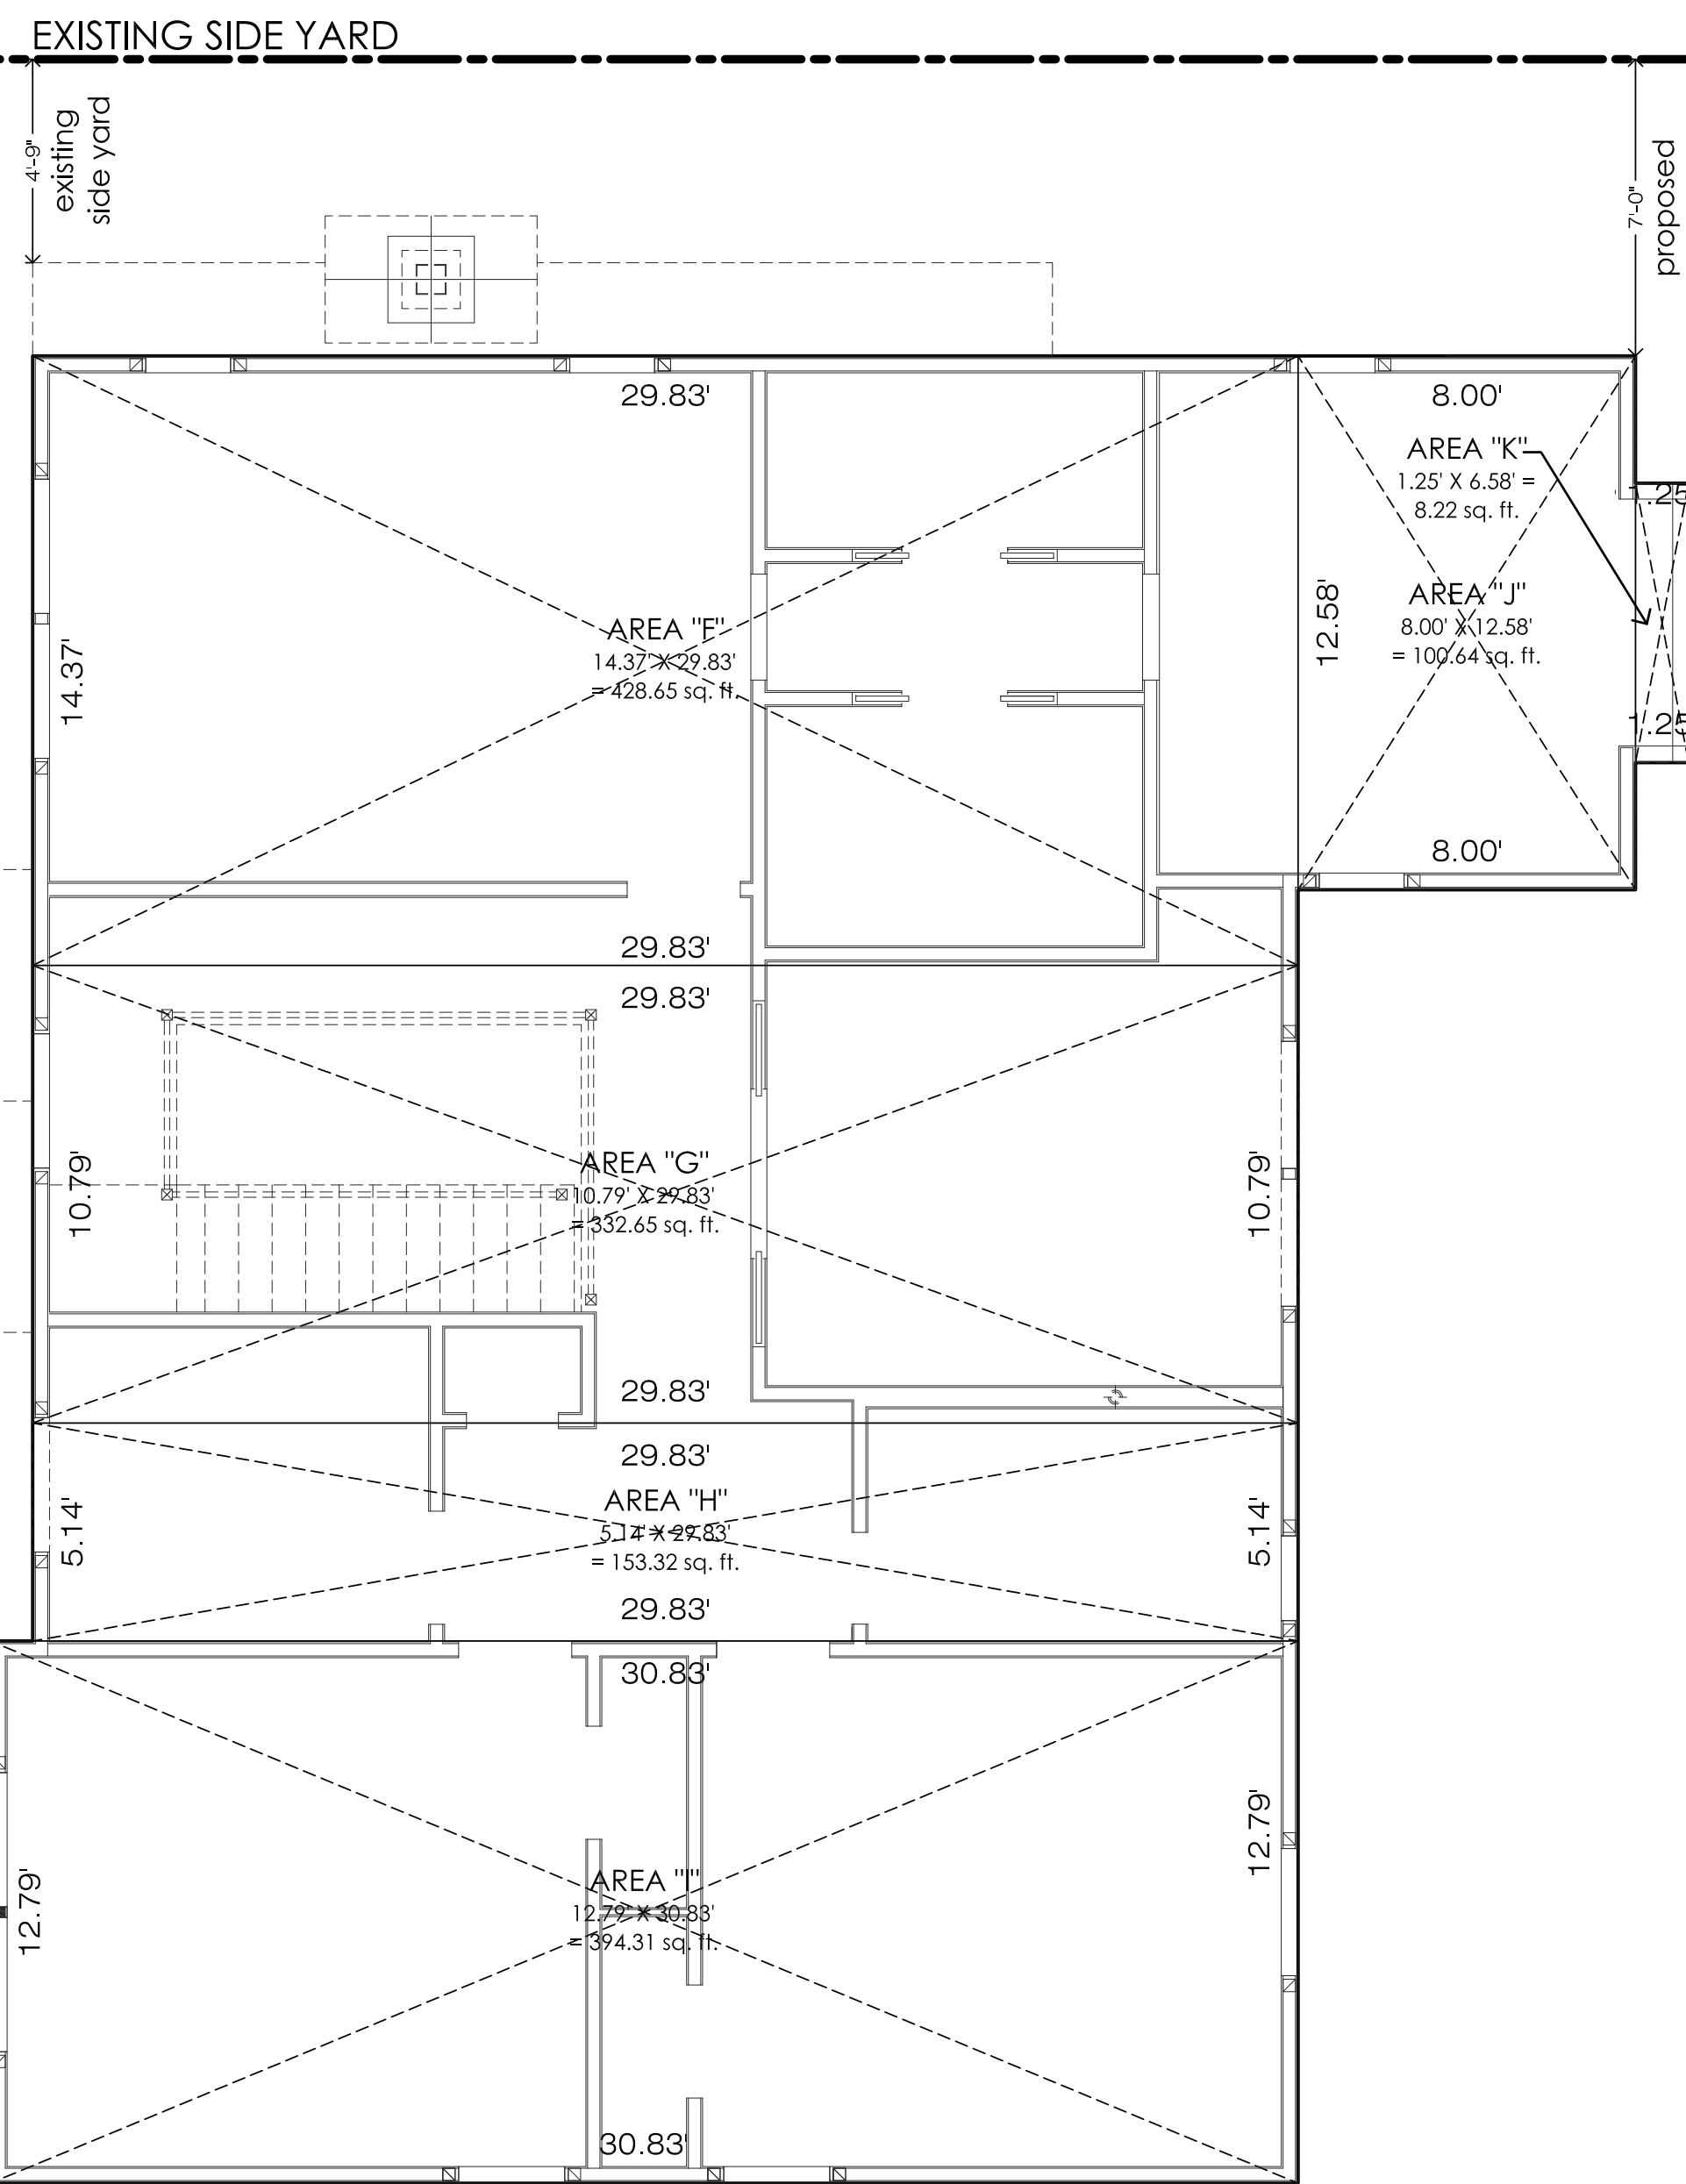 EXISTING SIDE YARD
4'-9"
existing
side yard
7'-0"
proposed
29.83'
8.00'
AREA "K"
1.25' X 6.58' =
8.22 sq. ft.
1.25
12.58'
AREA "J"
8.00' X 12.58'
= 100.64 sq. ft.
AREA "F"
14.37' X 29.83'
= 428.65 sq. ft.
14.37'
1.25
8.00'
29.83'
29.83'
AREA "G"
10.79' X 29.83'
= 332.65 sq. ft.
10.79'
10.79'
29.83'
29.83'
AREA "H"
5.14' X 29.83'
= 153.32 sq. ft.
5.14'
5.14'
29.83'
30.83'
12.79'
AREA "I"
12.79' X 30.83'
= 394.31 sq. ft.
12.79'
30.83'